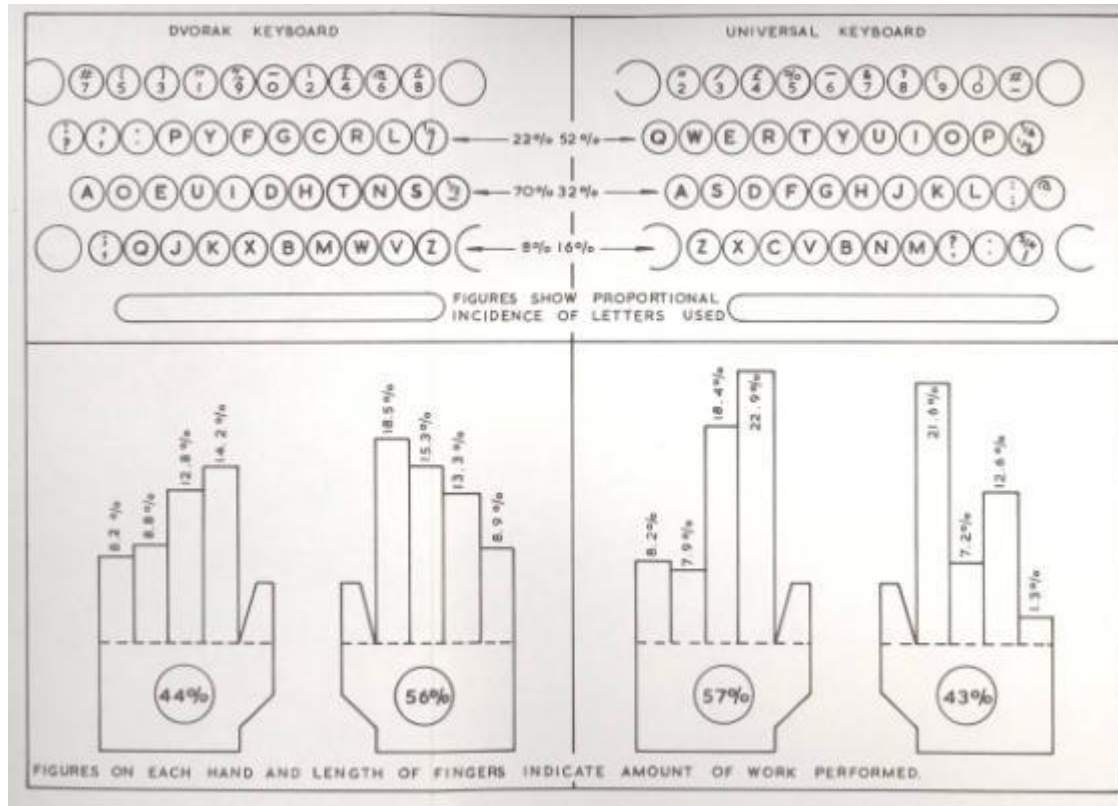 DVORAK KEYBOARD
UNIVERSAL KEYBOARD
P Y F G C R L
22% 52%
Q W E R T Y U I O P
A O E U I D H T N S
70% 32%
A S D F G H J K L
Q J K X B M W V Z
8% 16%
Z X C V B N M
FIGURES SHOW PROPORTIONAL
INCIDENCE OF LETTERS USED
8.2% 8.8% 12.8% 14.2%
18.5% 15.3% 13.3% 8.9%
8.2% 7.9% 18.4% 22.9%
21.6% 7.2% 12.6% 1.3%
44% 56% 57% 43%
FIGURES ON EACH HAND AND LENGTH OF FINGERS INDICATE AMOUNT OF WORK PERFORMED.